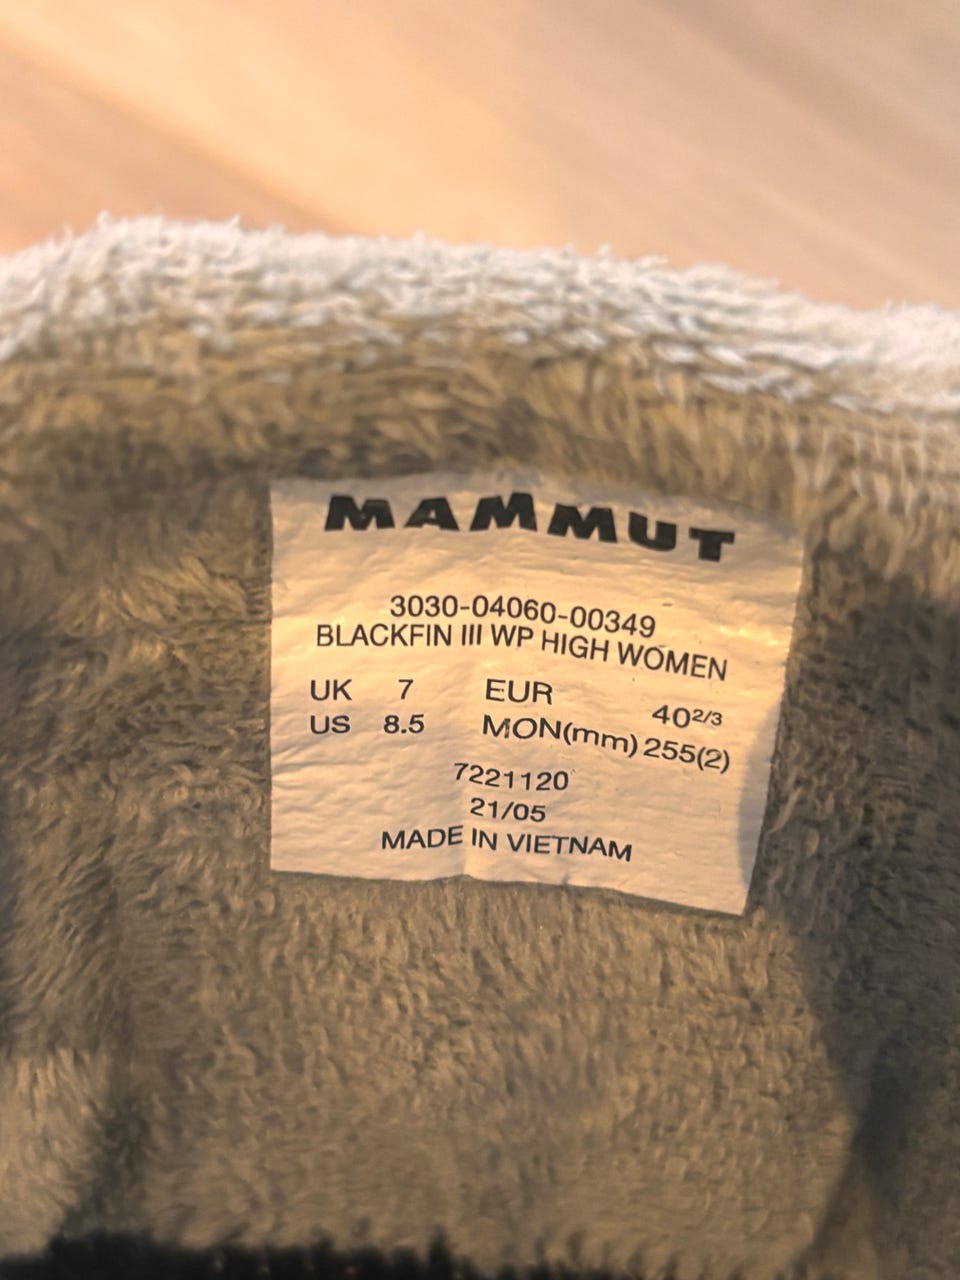 MAMMUT
3030-04060-00349
BLACKFIN III WP HIGH WOMEN
UK 7 EUR 40 2/3
US 8.5 MON(mm) 255(2)
7221120
21/05
MADE IN VIETNAM